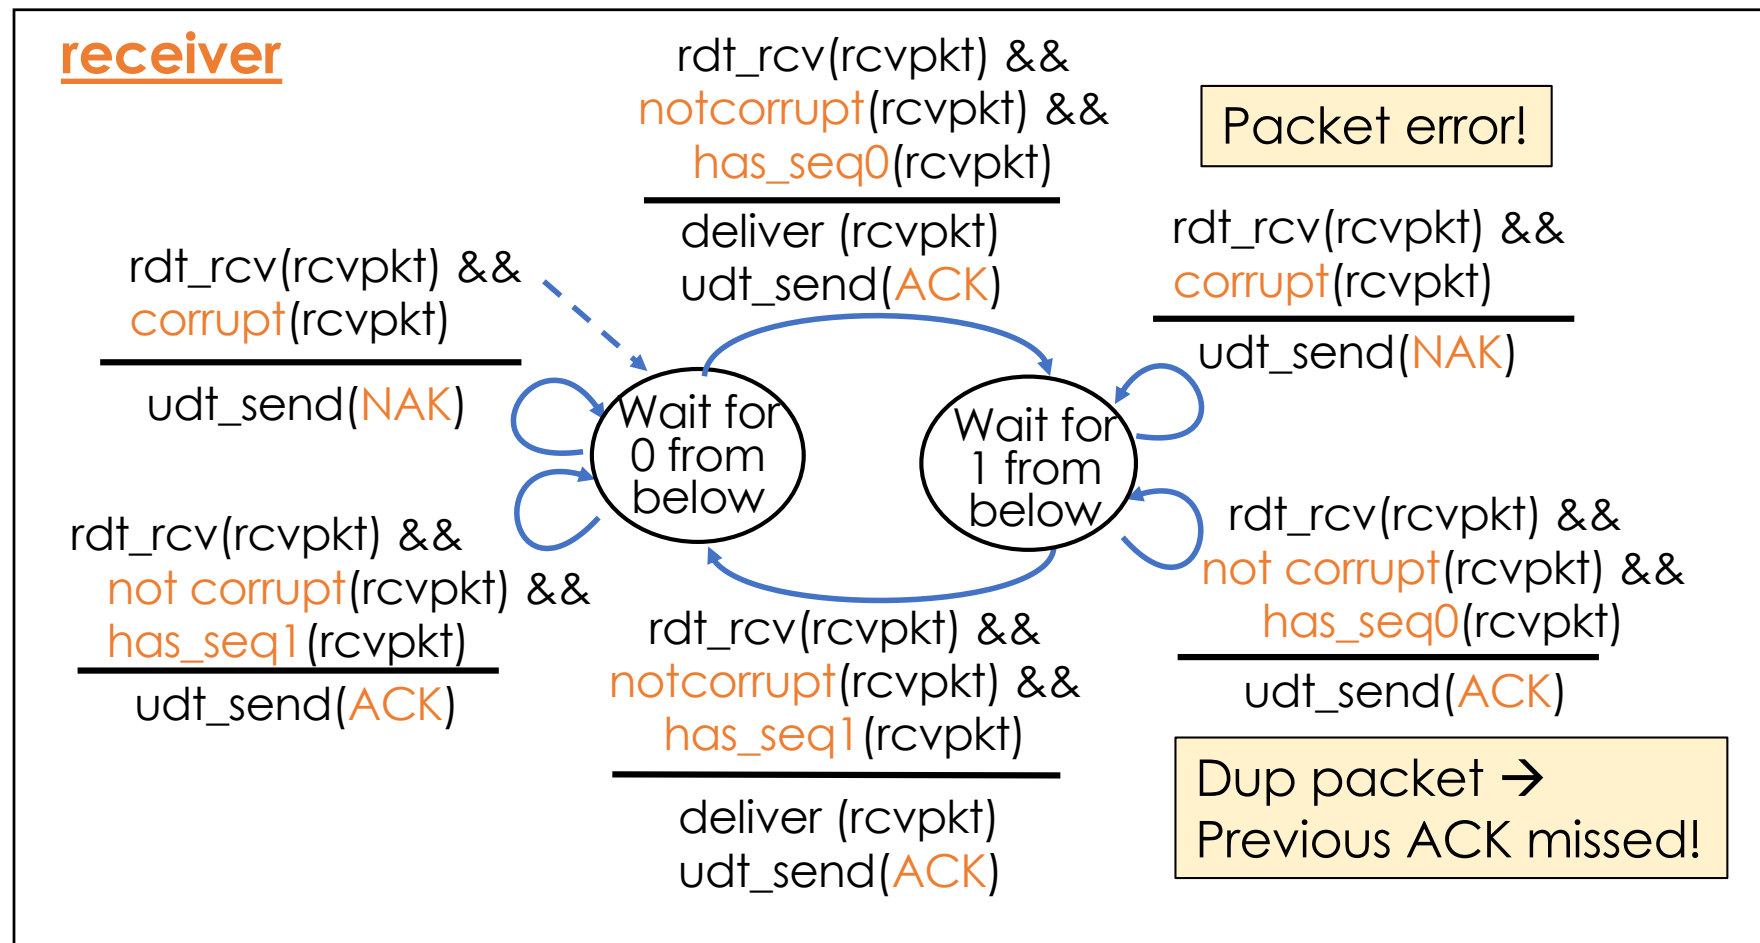 receiver
rdt_rcv(rcvpkt) &&
notcorrupt(rcvpkt) &&
has_seq0(rcvpkt)
deliver (rcvpkt)
udt_send(ACK)
Packet error!
rdt_rcv(rcvpkt) &&
corrupt(rcvpkt)
udt_send(NAK)
rdt_rcv(rcvpkt) &&
corrupt(rcvpkt)
udt_send(NAK)
Wait for
0 from
below
Wait for
1 from
below
rdt_rcv(rcvpkt) &&
not corrupt(rcvpkt) &&
has_seq1(rcvpkt)
udt_send(ACK)
rdt_rcv(rcvpkt) &&
notcorrupt(rcvpkt) &&
has_seq1(rcvpkt)
deliver (rcvpkt)
udt_send(ACK)
rdt_rcv(rcvpkt) &&
not corrupt(rcvpkt) &&
has_seq0(rcvpkt)
udt_send(ACK)
Dup packet →
Previous ACK missed!